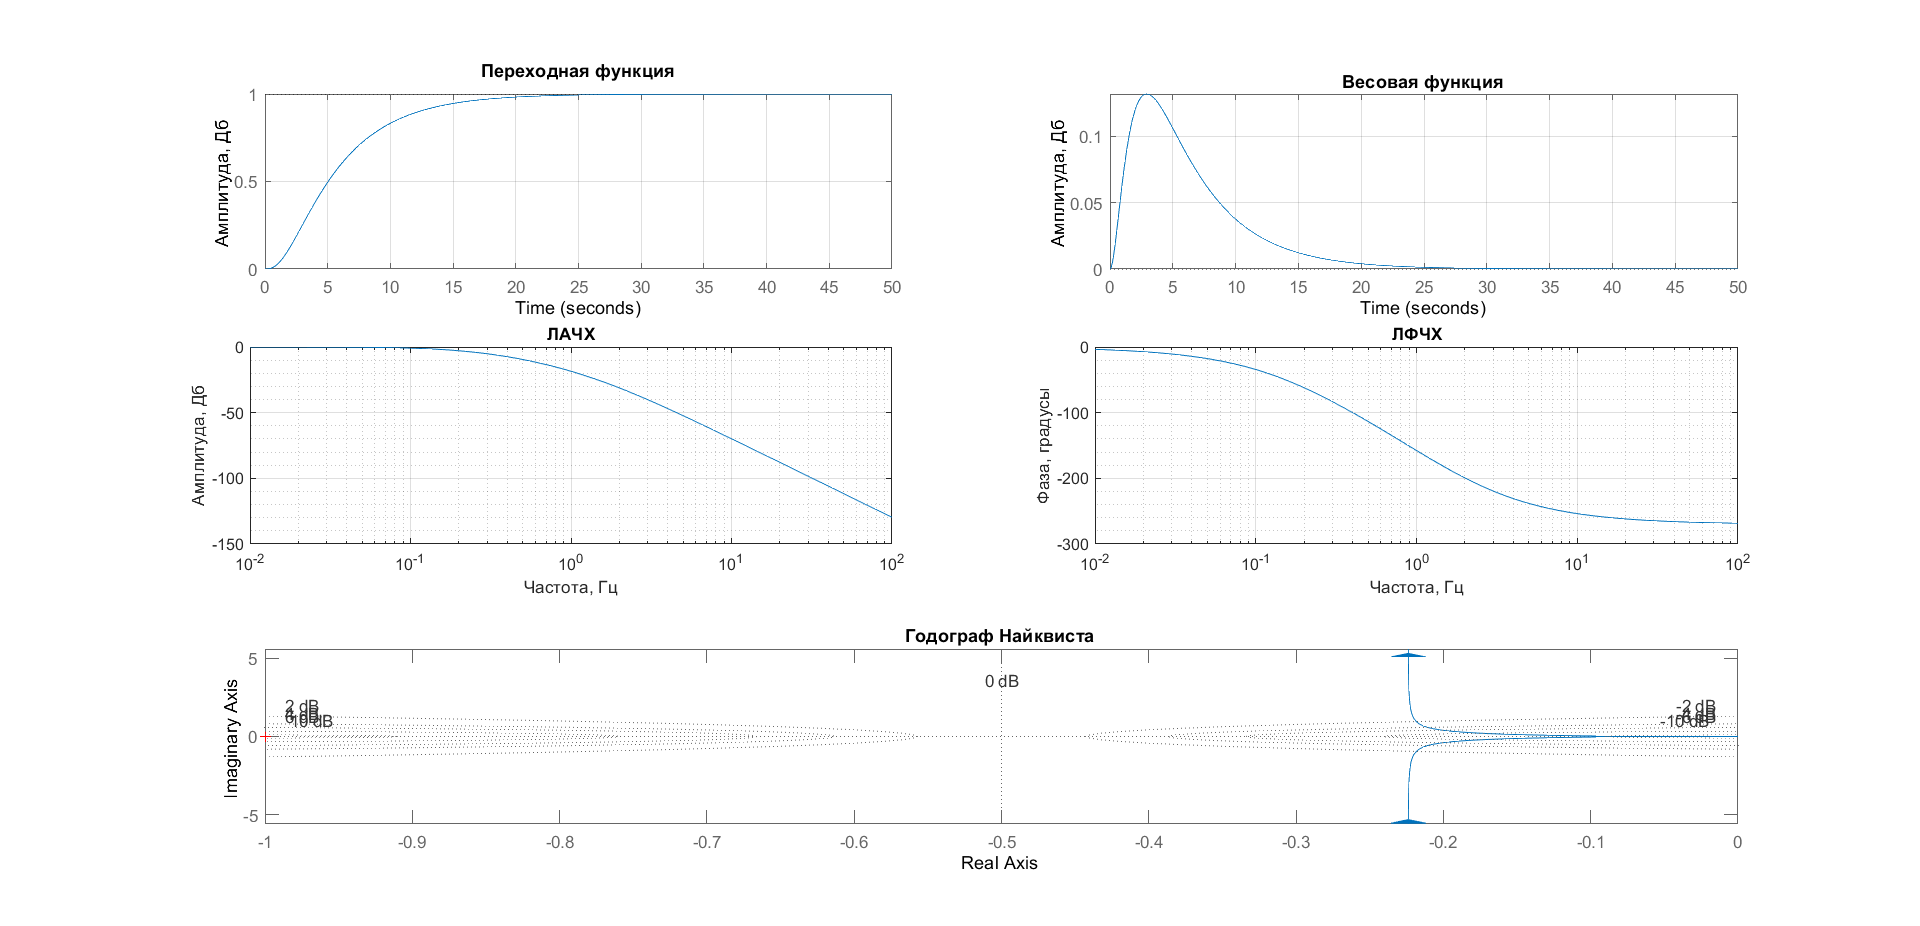 Переходная функция
Амплитуда, Дб
1
0.5
0
0 5 10 15 20 25 30 35 40 45 50
Time (seconds)
Весовая функция
Амплитуда, Дб
0.1
0.05
0
0 5 10 15 20 25 30 35 40 45 50
Time (seconds)
ЛАЧХ
Амплитуда, Дб
0
-50
-100
-150
10-2 10-1 100 101 102
Частота, Гц
ЛФЧХ
Фаза, градусы
0
-100
-200
-300
10-2 10-1 100 101 102
Частота, Гц
Годограф Найквиста
Imaginary Axis
5
0
-5
0 dB
2 dB
10 dB
-2 dB
-10 dB
-1 -0.9 -0.8 -0.7 -0.6 -0.5 -0.4 -0.3 -0.2 -0.1 0
Real Axis